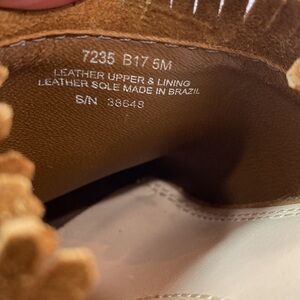 7235 B17 5M
LEATHER UPPER & LINING
LEATHER SOLE MADE IN BRAZIL
S/N 38648